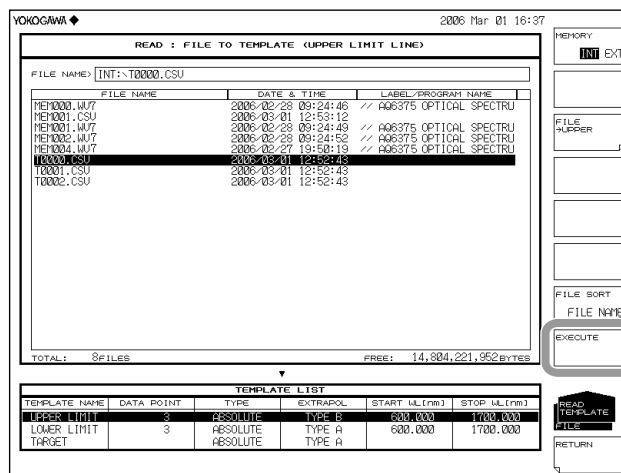 YOKOGAWA ◆ 2006 Mar 01 16:37
READ : FILE TO TEMPLATE (UPPER LIMIT LINE)
FILE NAME> INT:\T0000.CSV
FILE NAME DATE & TIME LABEL/PROGRAM NAME
MEM000.WV7 2006/02/28 09:24:46 // AQ6375 OPTICAL SPECTRU
MEM001.CSV 2006/03/01 12:53:12
MEM001.WV7 2006/02/28 09:24:49 // AQ6375 OPTICAL SPECTRU
MEM002.WV7 2006/02/28 09:24:52 // AQ6375 OPTICAL SPECTRU
MEM004.WV7 2006/02/27 19:50:19 // AQ6375 OPTICAL SPECTRU
T0000.CSV 2006/03/01 12:52:43
T0001.CSV 2006/03/01 12:52:43
T0002.CSV 2006/03/01 12:52:43
TOTAL: 8FILES FREE: 14,804,221,952BYTES
▼
TEMPLATE LIST
TEMPLATE NAME DATA POINT TYPE EXTRAPOL START WL[nm] STOP WL[nm]
UPPER LIMIT 3 ABSOLUTE TYPE B 600.000 1700.000
LOWER LIMIT 3 ABSOLUTE TYPE A 600.000 1700.000
TARGET ABSOLUTE TYPE A
MEMORY
INT EXT
FILE
→UPPER
FILE SORT
FILE NAME
EXECUTE
READ
TEMPLATE
FILE
RETURN